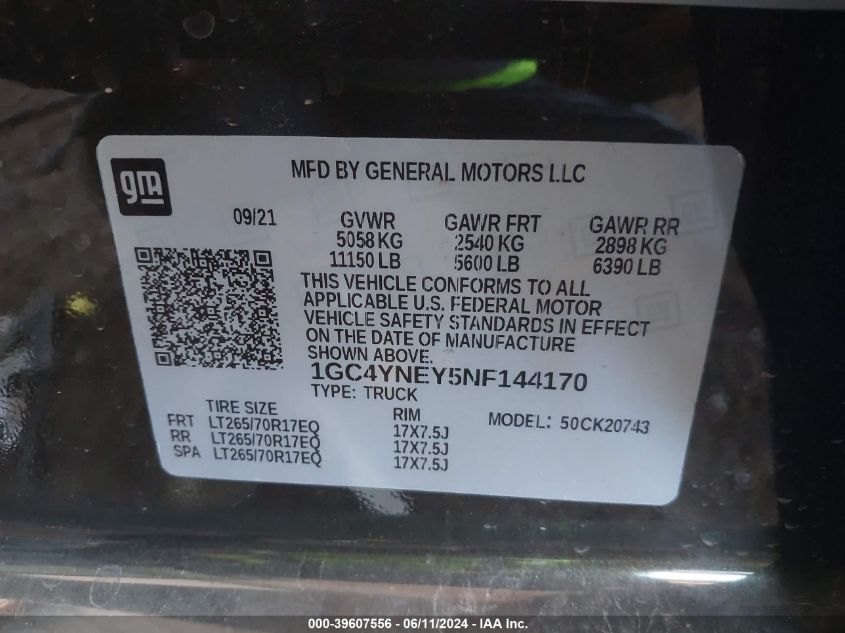 gm
MFD BY GENERAL MOTORS LLC
09/21 GVWR GAWR FRT GAWR RR
5058 KG 2540 KG 2898 KG
11150 LB 5600 LB 6390 LB
THIS VEHICLE CONFORMS TO ALL
APPLICABLE U.S. FEDERAL MOTOR
VEHICLE SAFETY STANDARDS IN EFFECT
ON THE DATE OF MANUFACTURE
SHOWN ABOVE.
1GC4YNEY5NF144170
TYPE: TRUCK
TIRE SIZE RIM MODEL: 50CK20743
FRT LT265/70R17EQ 17X7.5J
RR LT265/70R17EQ 17X7.5J
SPA LT265/70R17EQ 17X7.5J
000-39607556 - 06/11/2024 - IAA Inc.